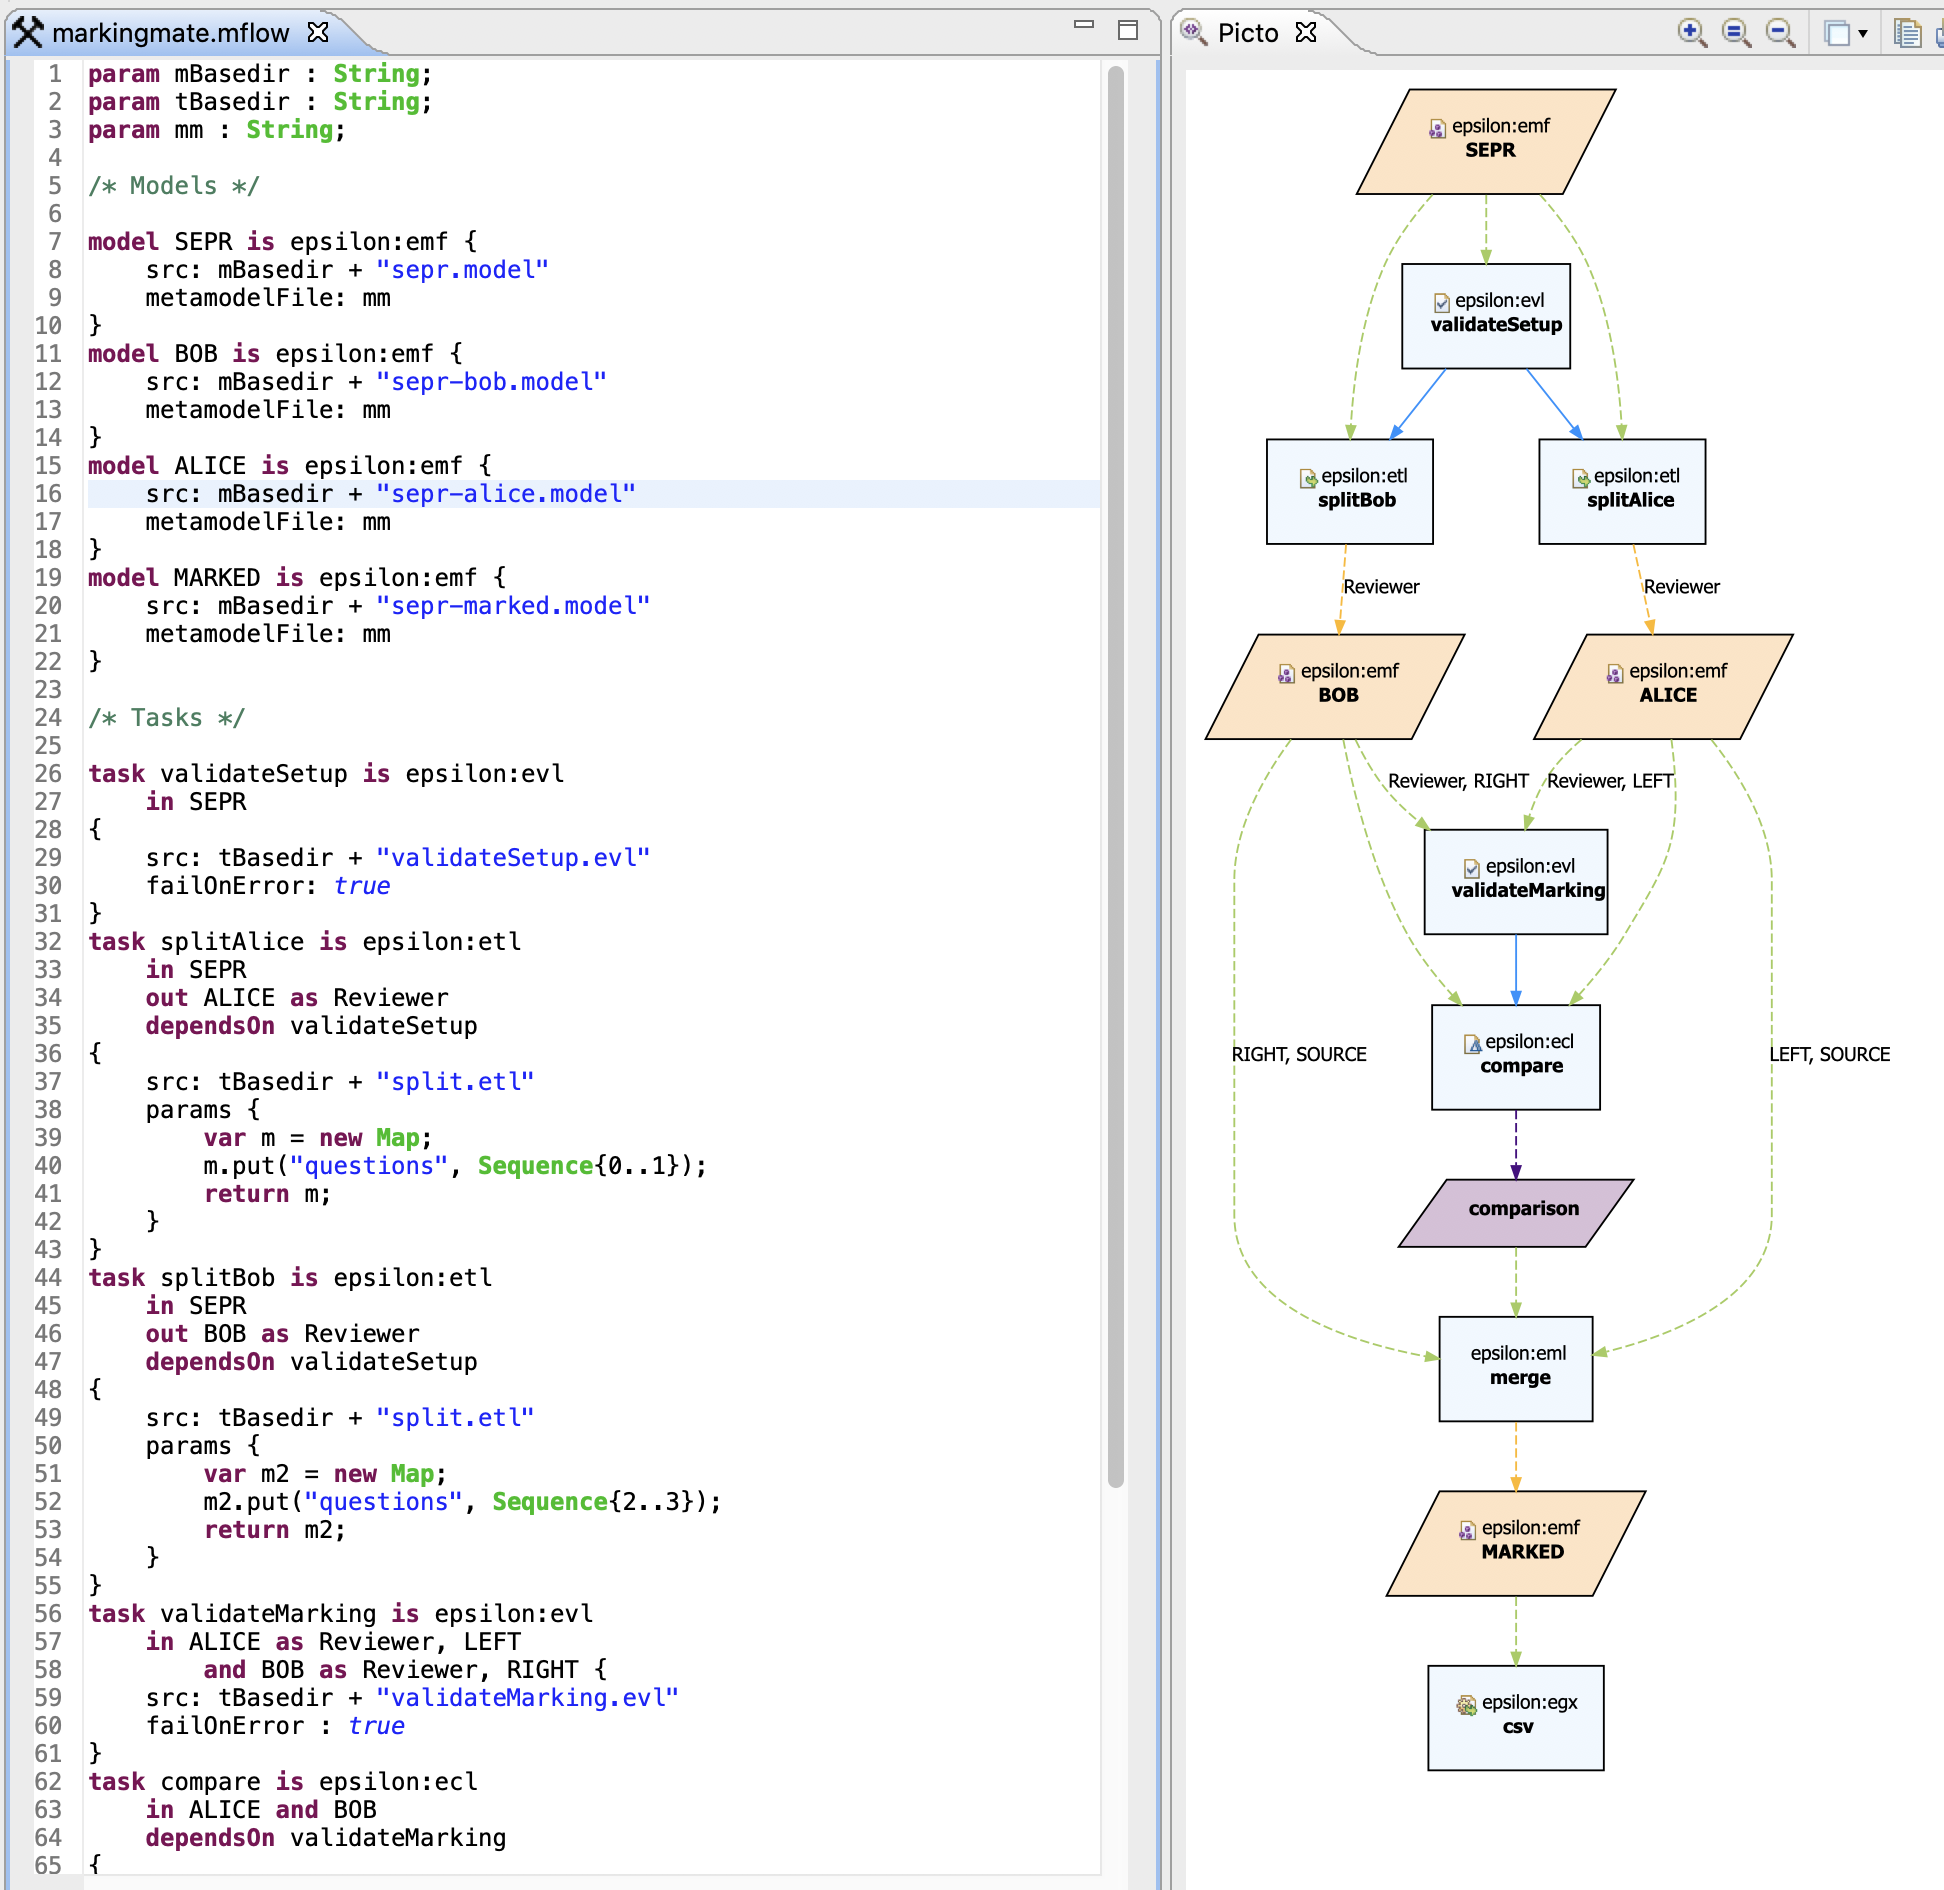 markingmate.mflow
1 param mBasedir : String;
2 param tBasedir : String;
3 param mm : String;
4
5 /* Models */
6
7 model SEPR is epsilon:emf {
8     src: mBasedir + "sepr.model"
9     metamodelFile: mm
10 }
11 model BOB is epsilon:emf {
12     src: mBasedir + "sepr-bob.model"
13     metamodelFile: mm
14 }
15 model ALICE is epsilon:emf {
16     src: mBasedir + "sepr-alice.model"
17     metamodelFile: mm
18 }
19 model MARKED is epsilon:emf {
20     src: mBasedir + "sepr-marked.model"
21     metamodelFile: mm
22 }
23
24 /* Tasks */
25
26 task validateSetup is epsilon:evl
27     in SEPR
28 {
29     src: tBasedir + "validateSetup.evl"
30     failOnError: true
31 }
32 task splitAlice is epsilon:etl
33     in SEPR
34     out ALICE as Reviewer
35     dependsOn validateSetup
36 {
37     src: tBasedir + "split.etl"
38     params {
39         var m = new Map;
40         m.put("questions", Sequence{0..1});
41         return m;
42     }
43 }
44 task splitBob is epsilon:etl
45     in SEPR
46     out BOB as Reviewer
47     dependsOn validateSetup
48 {
49     src: tBasedir + "split.etl"
50     params {
51         var m2 = new Map;
52         m2.put("questions", Sequence{2..3});
53         return m2;
54     }
55 }
56 task validateMarking is epsilon:evl
57     in ALICE as Reviewer, LEFT
58         and BOB as Reviewer, RIGHT {
59     src: tBasedir + "validateMarking.evl"
60     failOnError : true
61 }
62 task compare is epsilon:ecl
63     in ALICE and BOB
64     dependsOn validateMarking
65 {
Picto
epsilon:emf
SEPR
epsilon:evl
validateSetup
epsilon:etl
splitBob
epsilon:etl
splitAlice
Reviewer
Reviewer
epsilon:emf
BOB
epsilon:emf
ALICE
Reviewer, RIGHT
Reviewer, LEFT
epsilon:evl
validateMarking
RIGHT, SOURCE
epsilon:ecl
compare
LEFT, SOURCE
comparison
epsilon:eml
merge
epsilon:emf
MARKED
epsilon:egx
csv